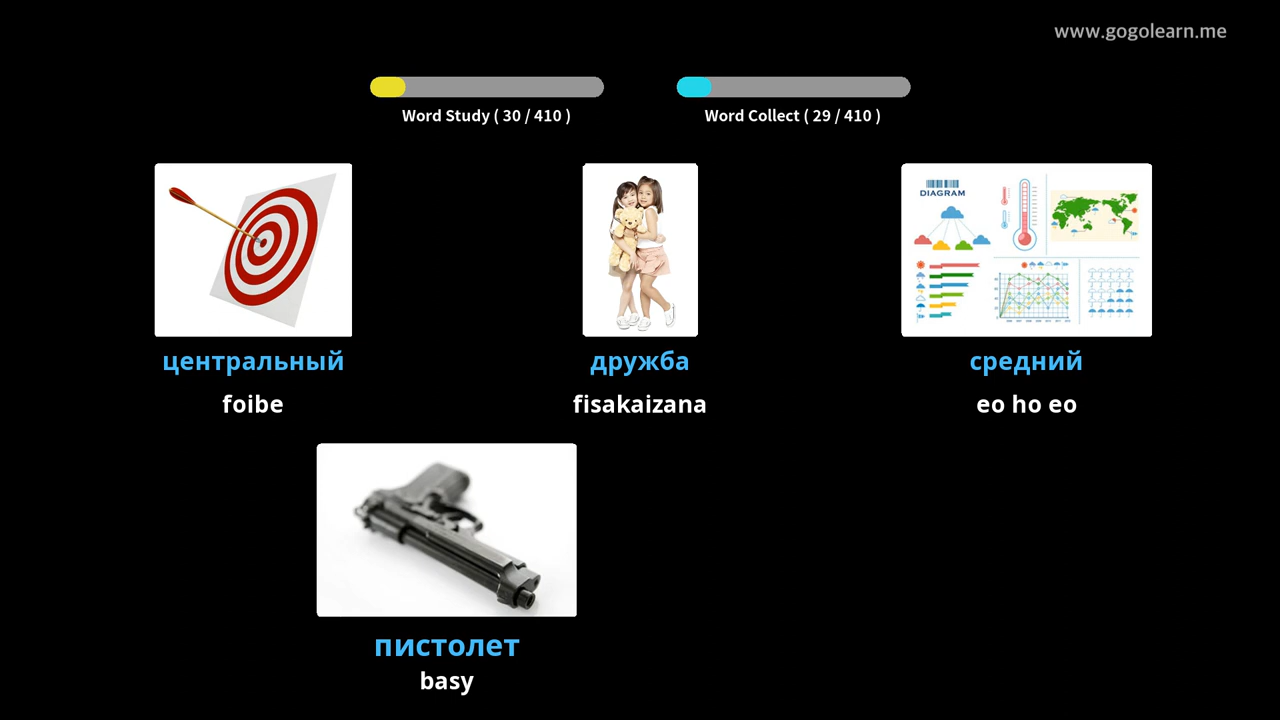 www.gogolearn.me
Word Study ( 30 / 410 )
Word Collect ( 29 / 410 )
DIAGRAM
центральный
дружба
средний
foibe
fisakaizana
eo ho eo
пистолет
basy